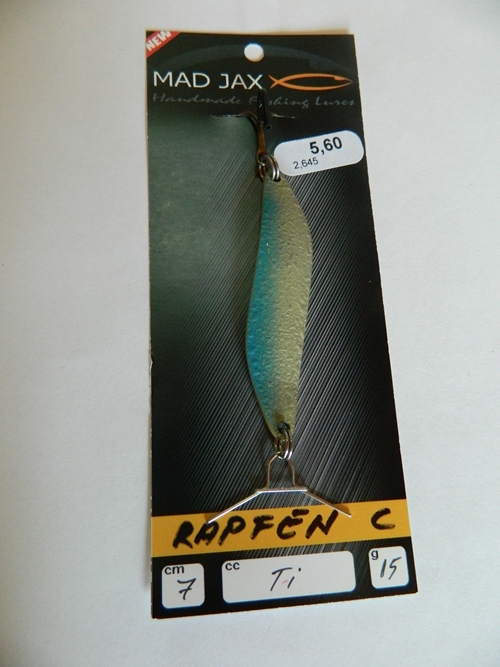 NEW
MAD JAX
Handmade Fishing Lures
5,60
2,645
RAPFEN C
cm
7
cc
Ti
g
15